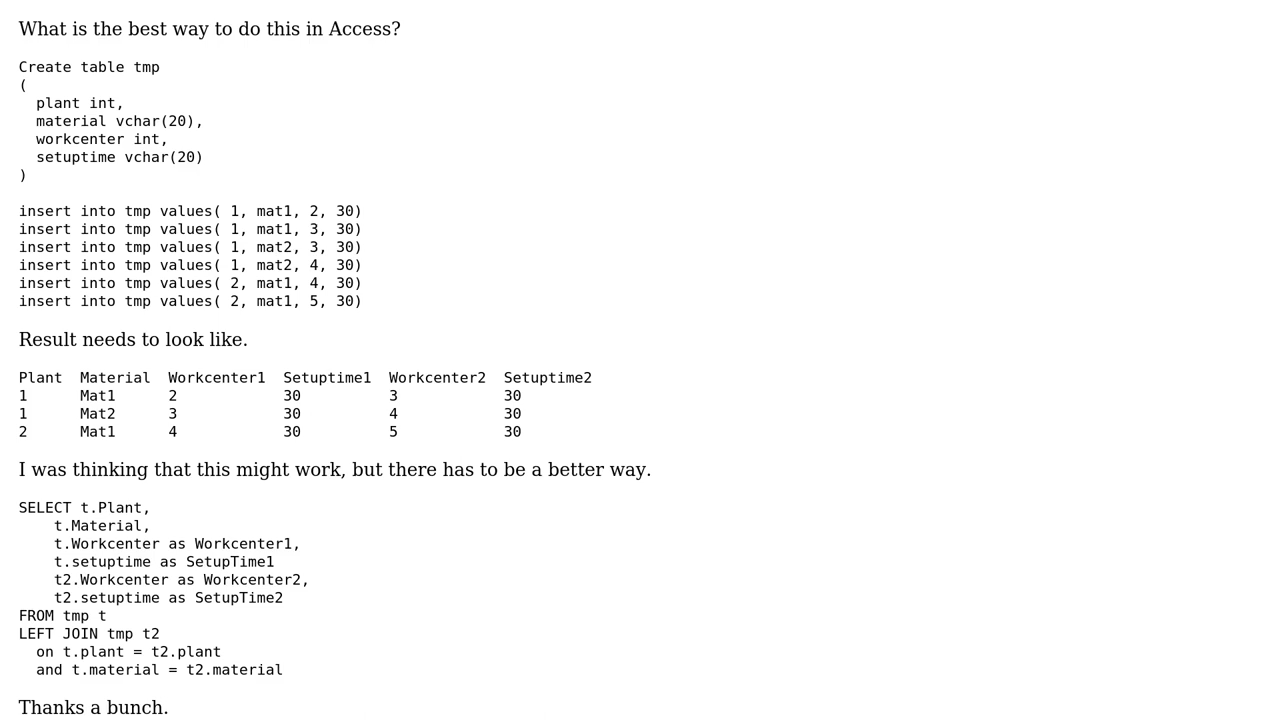 What is the best way to do this in Access?
Create table tmp
(
  plant int,
  material vchar(20),
  workcenter int,
  setuptime vchar(20)
)
insert into tmp values( 1, mat1, 2, 30)
insert into tmp values( 1, mat1, 3, 30)
insert into tmp values( 1, mat2, 3, 30)
insert into tmp values( 1, mat2, 4, 30)
insert into tmp values( 2, mat1, 4, 30)
insert into tmp values( 2, mat1, 5, 30)
Result needs to look like.
Plant  Material  Workcenter1  Setuptime1  Workcenter2  Setuptime2
1      Mat1      2            30          3            30
1      Mat2      3            30          4            30
2      Mat1      4            30          5            30
I was thinking that this might work, but there has to be a better way.
SELECT t.Plant,
    t.Material,
    t.Workcenter as Workcenter1,
    t.setuptime as SetupTime1
    t2.Workcenter as Workcenter2,
    t2.setuptime as SetupTime2
FROM tmp t
LEFT JOIN tmp t2
  on t.plant = t2.plant
  and t.material = t2.material
Thanks a bunch.